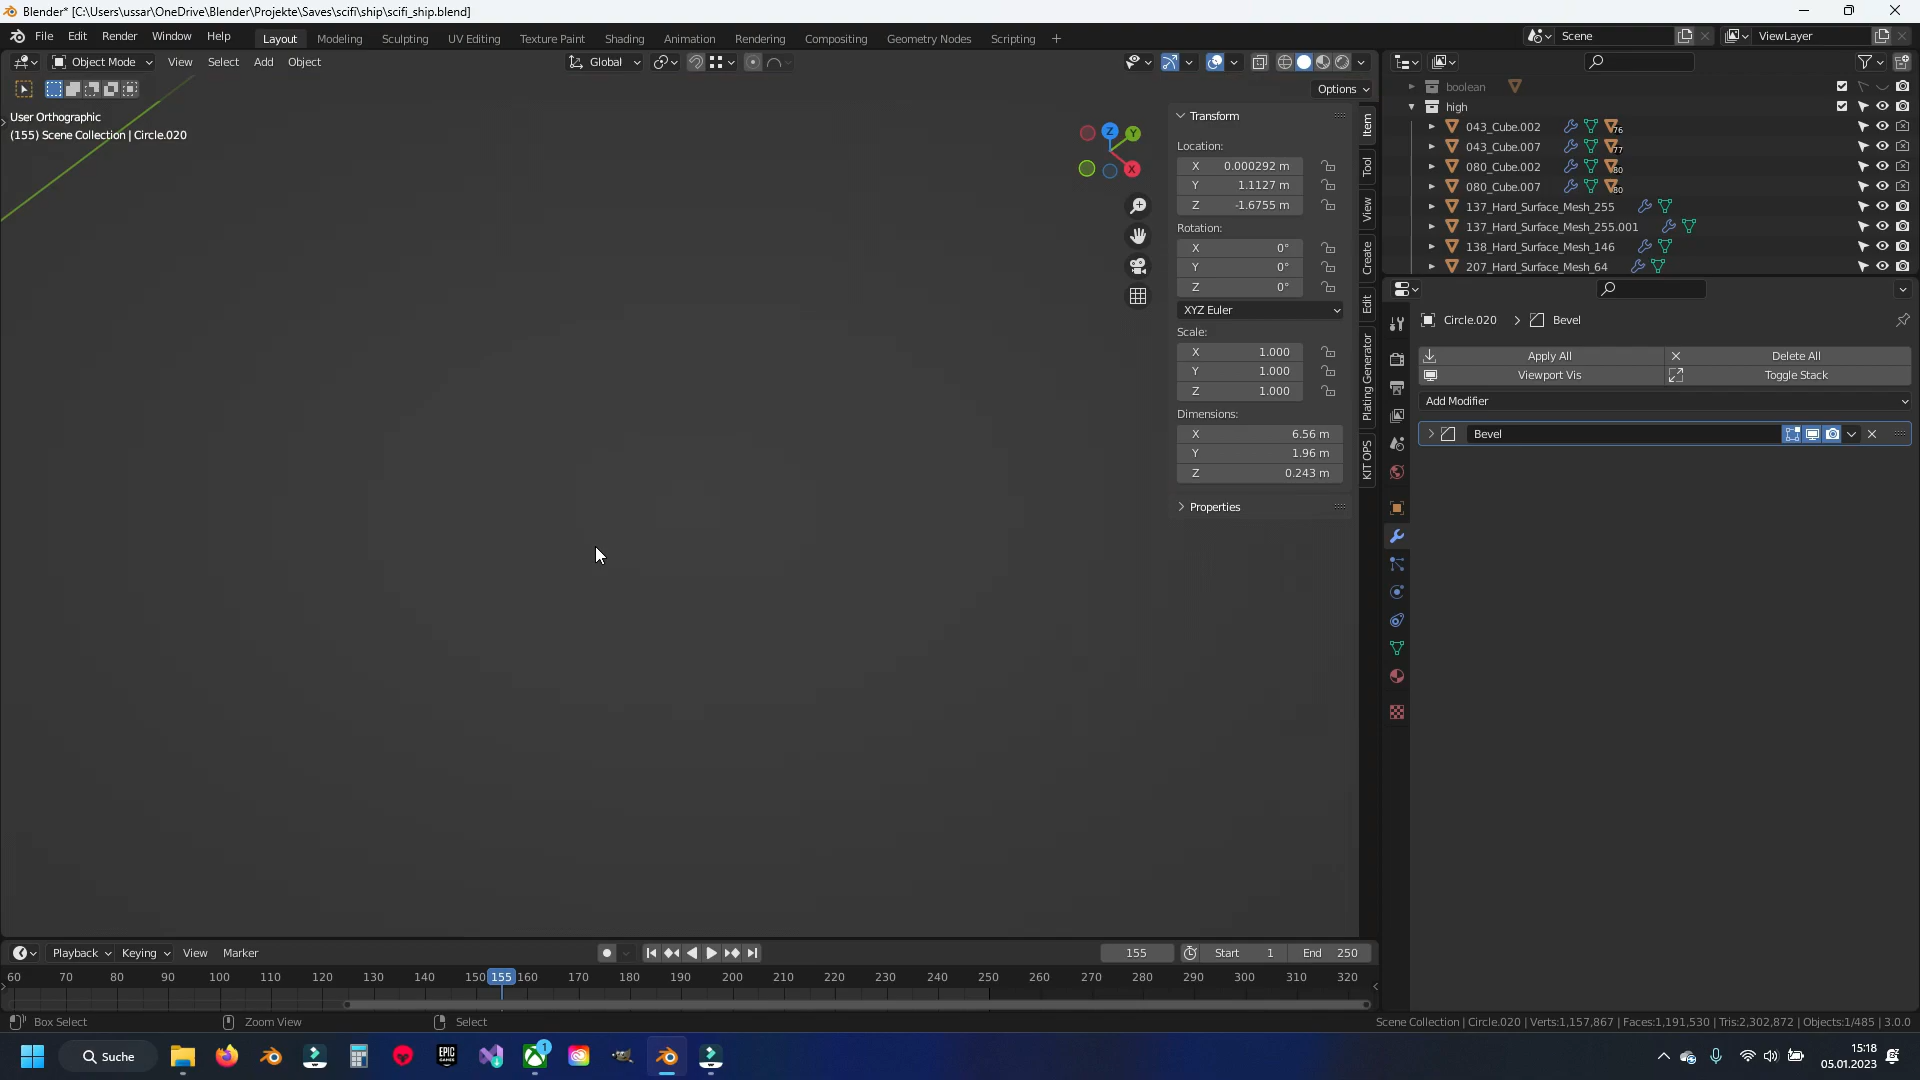 Blender* [C:\Users\ussar\OneDrive\Blender\Projekte\Saves\scifi\ship\scifi_ship.blend]
File Edit Render Window Help Layout Modeling Sculpting UV Editing Texture Paint Shading Animation Rendering Compositing Geometry Nodes Scripting + Scene ViewLayer
Object Mode View Select Add Object Global
Options
User Orthographic
(155) Scene Collection | Circle.020
Z Y X
Transform
Location:
X 0.000292 m
Y 1.1127 m
Z -1.6755 m
Rotation:
X 0°
Y 0°
Z 0°
XYZ Euler
Scale:
X 1.000
Y 1.000
Z 1.000
Dimensions:
X 6.56 m
Y 1.96 m
Z 0.243 m
Properties
Item
Tool
View
Create
Edit
Plating Generator
KIT OPS
boolean
high
043_Cube.002 76
043_Cube.007 77
080_Cube.002 80
080_Cube.007 80
137_Hard_Surface_Mesh_255
137_Hard_Surface_Mesh_255.001
138_Hard_Surface_Mesh_146
207_Hard_Surface_Mesh_64
Circle.020 > Bevel
Apply All Delete All
Viewport Vis Toggle Stack
Add Modifier
Bevel
Playback Keying View Marker 155 Start 1 End 250
60 70 80 90 100 110 120 130 140 150 155 160 170 180 190 200 210 220 230 240 250 260 270 280 290 300 310 320
Box Select Zoom View Select Scene Collection | Circle.020 | Verts:1,157,867 | Faces:1,191,530 | Tris:2,302,872 | Objects:1/485 | 3.0.0
Suche EPIC GAMES 1 15:18
05.01.2023